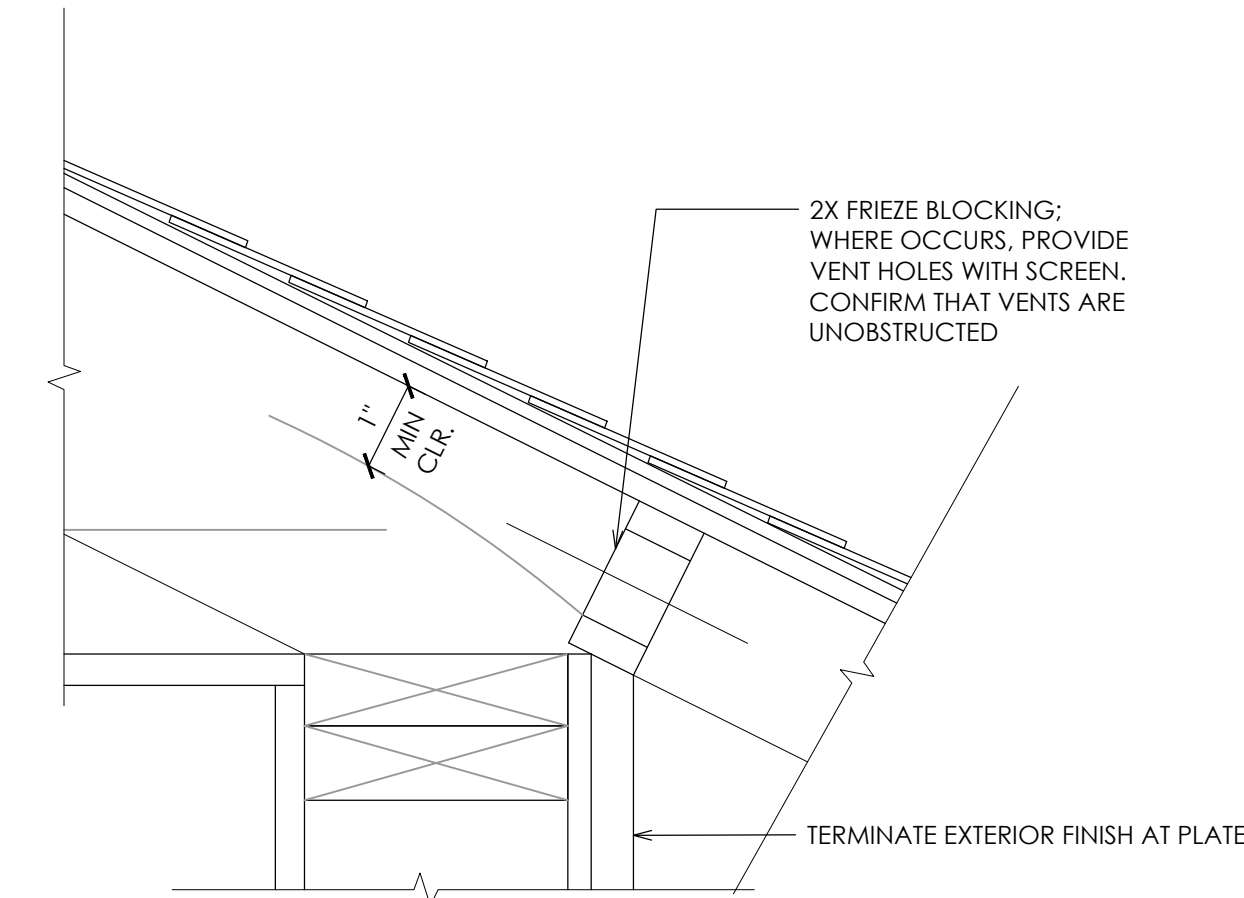 2X FRIEZE BLOCKING;
WHERE OCCURS, PROVIDE
VENT HOLES WITH SCREEN.
CONFIRM THAT VENTS ARE
UNOBSTRUCTED
1"
MIN
CLR.
TERMINATE EXTERIOR FINISH AT PLATE